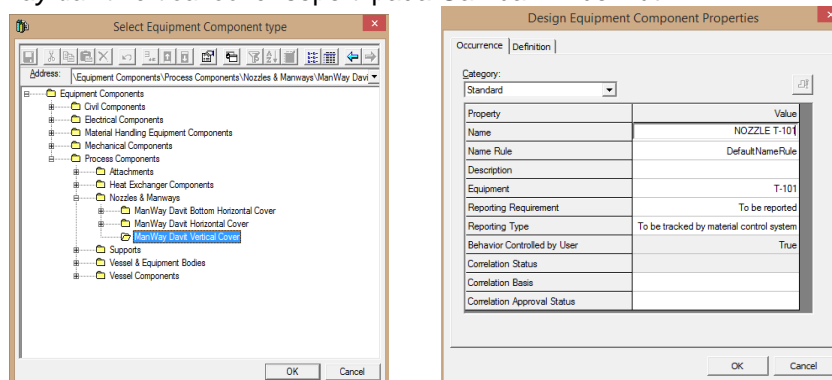 Select Equipment Component type
Address: \Equipment Components\Process Components\Nozzles & Manways\ManWay Davi
Equipment Components
Civil Components
Electrical Components
Material Handling Equipment Components
Mechanical Components
Process Components
Attachments
Heat Exchanger Components
Nozzles & Manways
ManWay Davit Bottom Horizontal Cover
ManWay Davit Horizontal Cover
ManWay Davit Vertical Cover
Supports
Vessel & Equipment Bodies
Vessel Components
OK Cancel
Design Equipment Component Properties
Occurrence Definition
Category:
Standard
Property Value
Name NOZZLE T-101
Name Rule DefaultNameRule
Description
Equipment T-101
Reporting Requirement To be reported
Reporting Type To be tracked by material control system
Behavior Controlled by User True
Correlation Status
Correlation Basis
Correlation Approval Status
OK Cancel